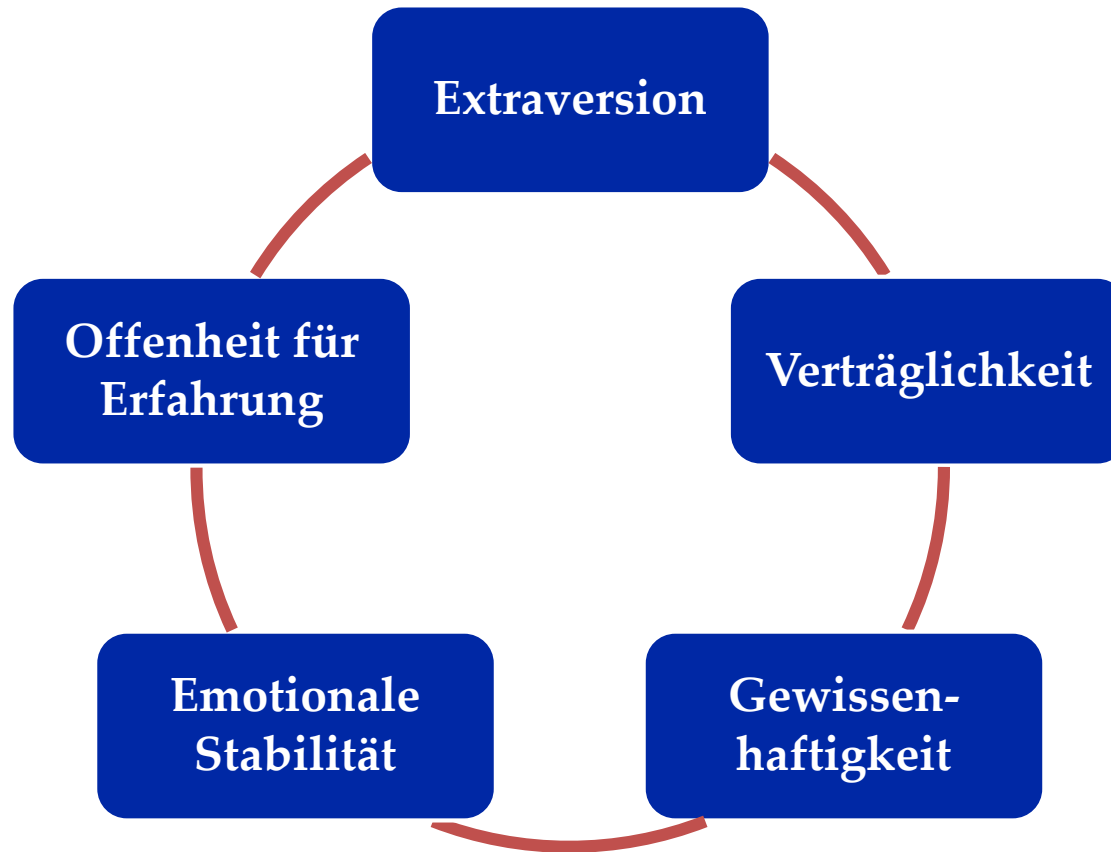 Extraversion
Offenheit für
Erfahrung
Verträglichkeit
Emotionale
Stabilität
Gewissen-
haftigkeit